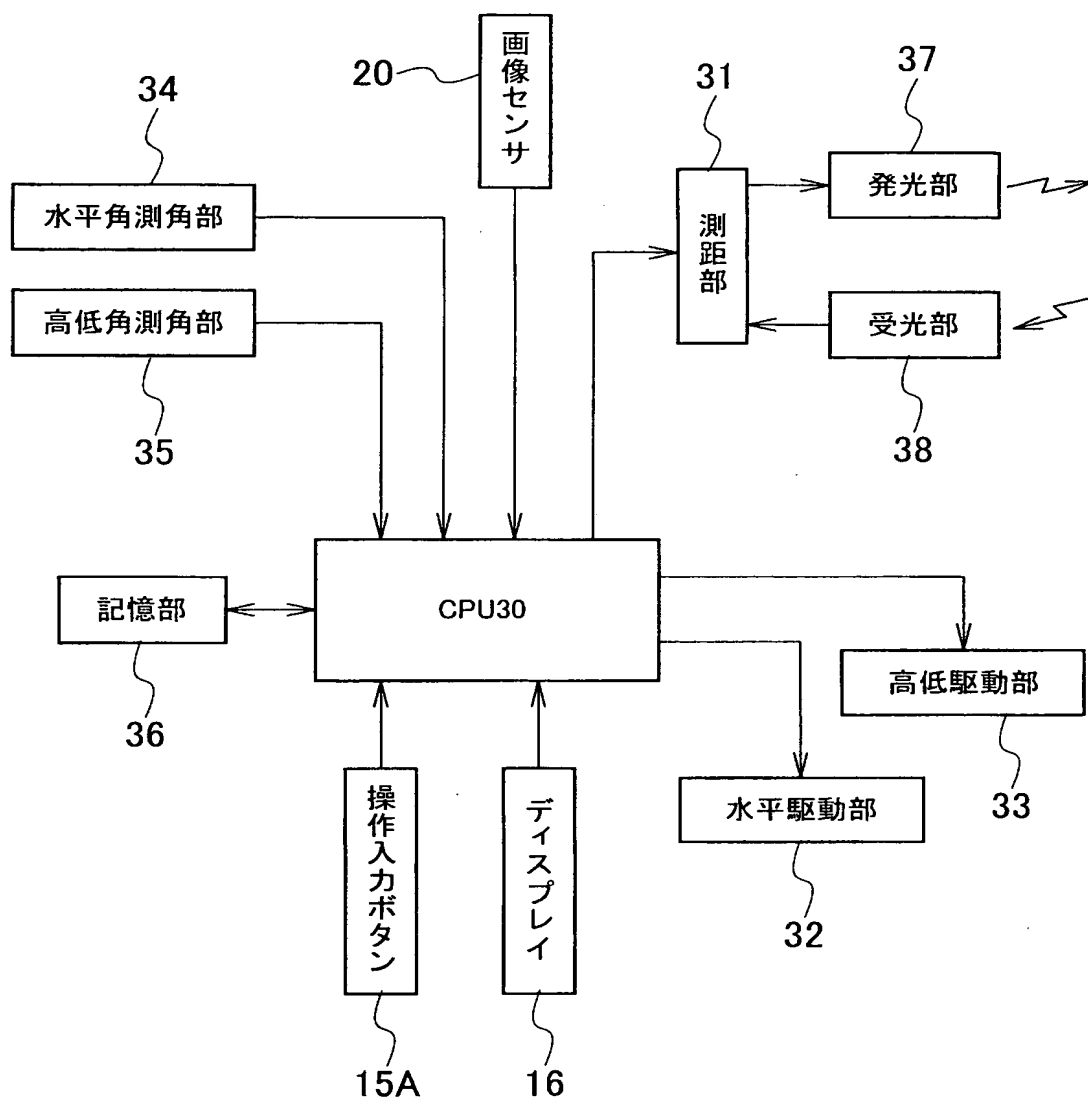 画像センサ
20
37
31
34
発光部
水平角測角部
測距部
高低角測角部
受光部
35
38
CPU30
記憶部
高低駆動部
36
操作入力ボタン
ディスプレイ
水平駆動部
33
32
15A
16